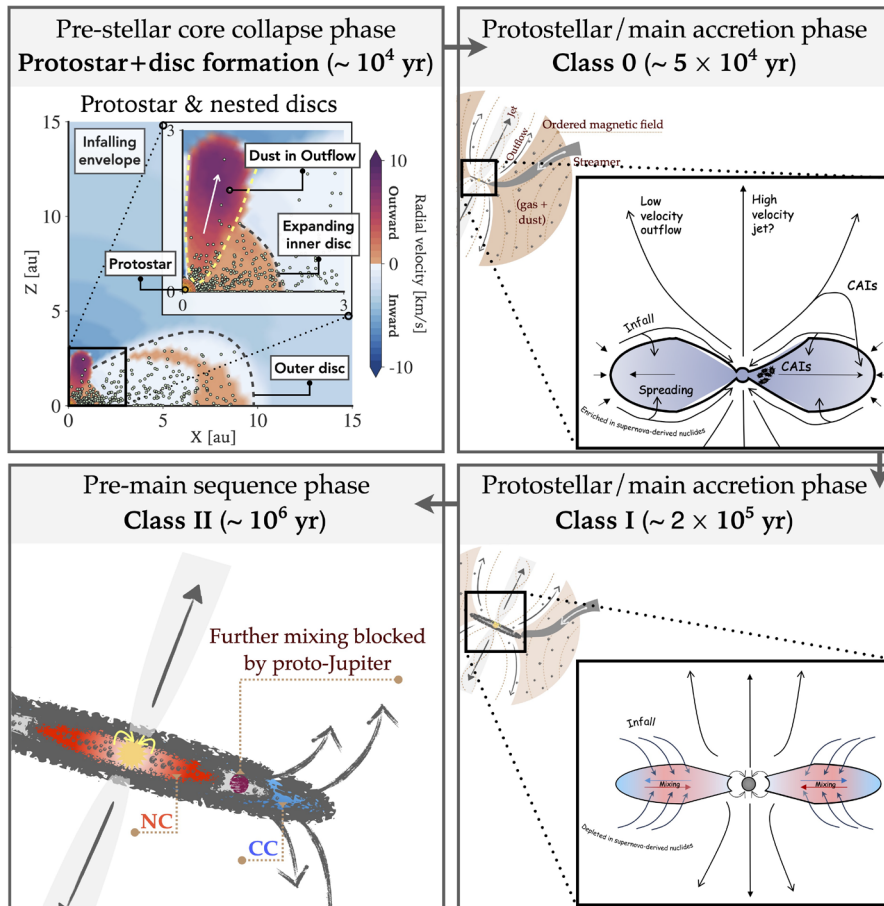 Pre-stellar core collapse phase
Protostar+disc formation (~ 10⁴ yr)
Protostar & nested discs
15
10
5
0
Z [au]
0
5
10
15
X [au]
Infalling
envelope
3
0
0
3
Dust in Outflow
Expanding
inner disc
Protostar
Outer disc
10
0
-10
Outward
Inward
Radial velocity [km/s]
Protostellar/main accretion phase
Class 0 (~ 5 × 10⁴ yr)
Jet
Outflow
Ordered magnetic field
Streamer
(gas +
dust)
Low
velocity
outflow
High
velocity
jet?
CAIs
Infall
CAIs
Spreading
Enriched in supernova-derived nuclides
Pre-main sequence phase
Class II (~ 10⁶ yr)
Further mixing blocked
by proto-Jupiter
NC
CC
Protostellar/main accretion phase
Class I (~ 2 × 10⁵ yr)
Infall
Mixing
Mixing
Depleted in supernova-derived nuclides